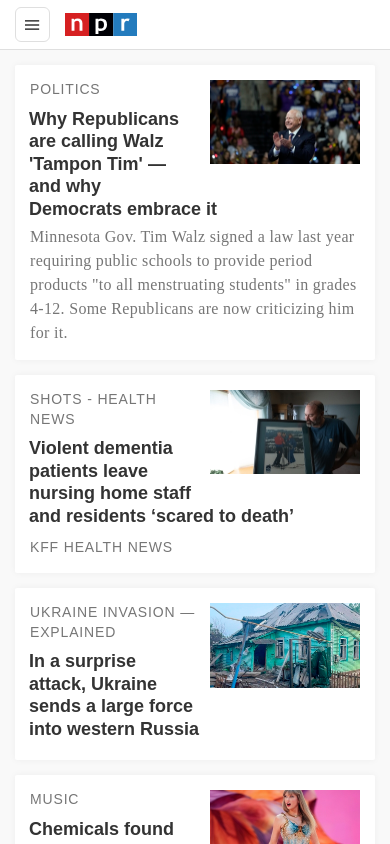 npr
POLITICS
Why Republicans
are calling Walz
'Tampon Tim' —
and why
Democrats embrace it
Minnesota Gov. Tim Walz signed a law last year
requiring public schools to provide period
products "to all menstruating students" in grades
4-12. Some Republicans are now criticizing him
for it.
SHOTS - HEALTH
NEWS
Violent dementia
patients leave
nursing home staff
and residents ‘scared to death’
KFF HEALTH NEWS
UKRAINE INVASION —
EXPLAINED
In a surprise
attack, Ukraine
sends a large force
into western Russia
MUSIC
Chemicals found